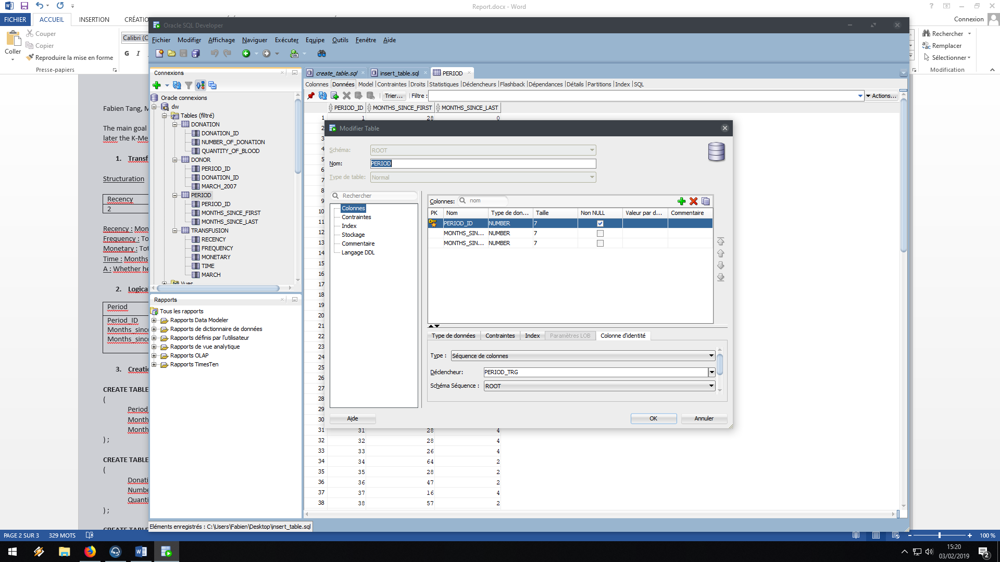 Report.docx - Word
FICHIER
ACCUEIL
INSERTION
Connexion
Coller
Couper
Copier
Reproduire la mise en forme
Presse-papiers
Calibri (C
G I
Rechercher
Remplacer
Sélectionner
Modification
Oracle SQL Developer
Fichier Modifier Affichage Naviguer Exécuter Equipe Outils Fenêtre Aide
Connexions
Oracle connexions
dw
Tables (filtré)
DONATION
DONATION_ID
NUMBER_OF_DONATION
QUANTITY_OF_BLOOD
DONOR
PERIOD_ID
DONATION_ID
MARCH_2007
PERIOD
PERIOD_ID
MONTHS_SINCE_FIRST
MONTHS_SINCE_LAST
TRANSFUSION
RECENCY
FREQUENCY
MONETARY
TIME
MARCH
Vues
Rapports
Tous les rapports
Rapports Data Modeler
Rapports de dictionnaire de données
Rapports définis par l'utilisateur
Rapports de vue analytique
Rapports OLAP
Rapports TimesTen
create_table.sql insert_table.sql PERIOD
Colonnes Données Model Contraintes Droits Statistiques Déclencheurs Flashback Dépendances Détails Partitions Index SQL
Trier... Filtre : Actions...
PERIOD_ID MONTHS_SINCE_FIRST MONTHS_SINCE_LAST
1 1 28 0
2
3
4
5
6
7
8
9
10
11
12
13
14
15
16
17
18
19
20
21
22
23
24
25
26
27
28
29
30
31 31 28 4
32 32 28 4
33 33 26 4
34 34 64 2
35 35 28 2
36 36 47 2
37 37 16 4
38 38 57 2
Modifier Table
Schéma: ROOT
Nom: PERIOD
Type de table: Normal
Rechercher
Colonnes
Contraintes
Index
Stockage
Commentaire
Langage DDL
Colonnes: nom
PK Nom Type de don... Taille Non NULL Valeur par d... Commentaire
PERIOD_ID NUMBER 7
MONTHS_SIN... NUMBER 7
MONTHS_SIN... NUMBER 7
Type de données Contraintes Index Paramètres LOB Colonne d'identité
Type : Séquence de colonnes
Déclencheur: PERIOD_TRG
Schéma Séquence : ROOT
Aide OK Annuler
Fabien Tang, M
The main goal
later the K-Me
1. Transf
Structuration
Recency
2
Recency : Mon
Frequency : To
Monetary : Tot
Time : Months
A : Whether he
2. Logica
Period
Period_ID
Months_since
Months_since
3. Creatio
CREATE TABLE
(
Period
Month
Month
) ;
CREATE TABLE
(
Donati
Numbe
Quanti
) ;
CREATE TABLE
Eléments enregistrés : C:\Users\Fabien\Desktop\insert_table.sql
PAGE 2 SUR 3 329 MOTS
100 %
15:20
03/02/2019
2